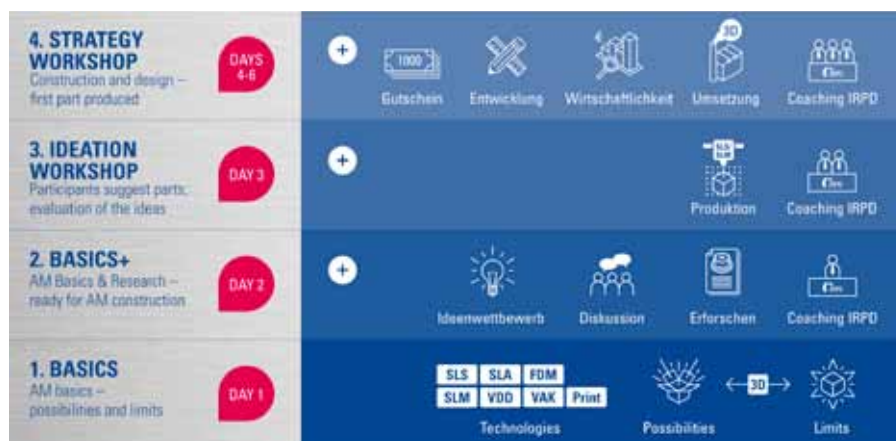 4. STRATEGY
WORKSHOP
Construction and design –
first part produced
DAYS
4-6
+
1000
3D
Gutschein
Entwicklung
Wirtschaftlichkeit
Umsetzung
Coaching IRPD
3. IDEATION
WORKSHOP
Participants suggest parts,
evaluation of the ideas
DAY 3
+
SLS
SLM
Produktion
Coaching IRPD
2. BASICS+
AM Basics & Research –
ready for AM construction
DAY 2
+
Ideenwettbewerb
Diskussion
Erforschen
Coaching IRPD
1. BASICS
AM basics –
possibilities and limits
DAY 1
SLS SLA FDM
SLM VDD VAK Print
Technologies
3D
Possibilities
Limits